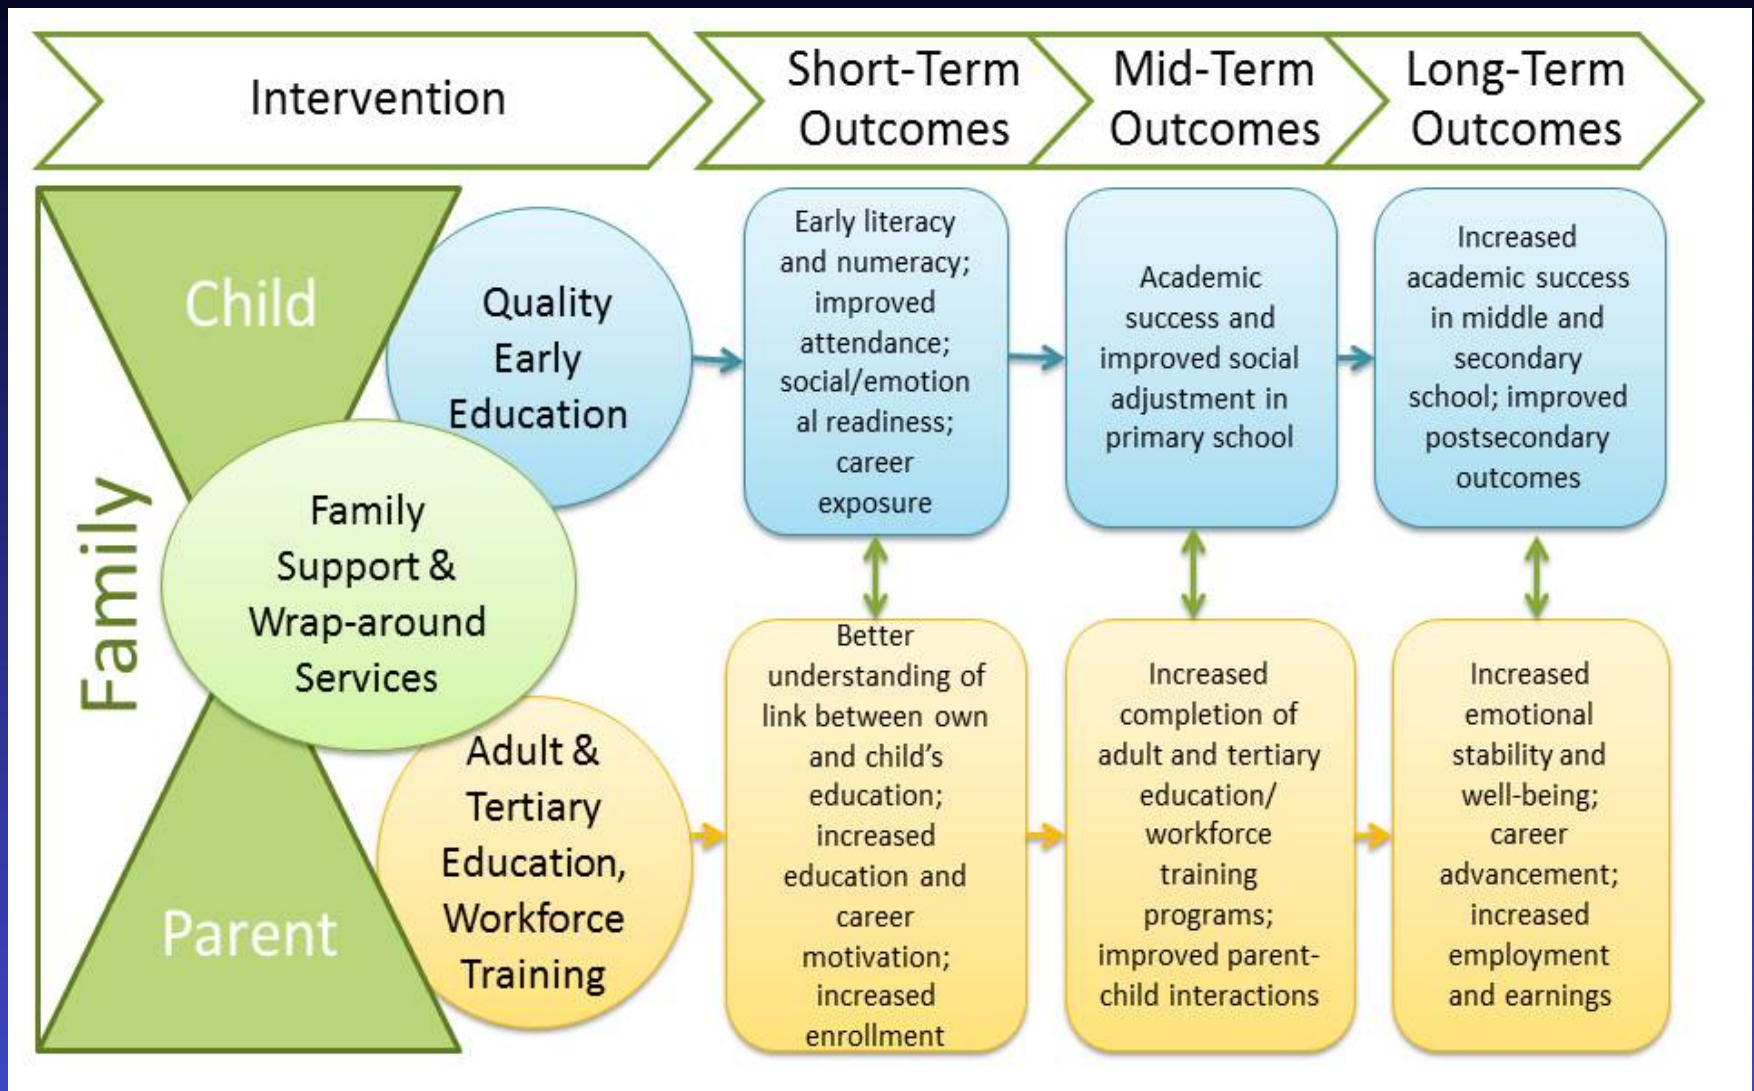 Intervention
Short-Term
Outcomes
Mid-Term
Outcomes
Long-Term
Outcomes
Family
Child
Parent
Quality
Early
Education
Family
Support &
Wrap-around
Services
Adult &
Tertiary
Education,
Workforce
Training
Early literacy
and numeracy;
improved
attendance;
social/emotion
al readiness;
career
exposure
Academic
success and
improved social
adjustment in
primary school
Increased
academic success
in middle and
secondary
school; improved
postsecondary
outcomes
Better
understanding of
link between own
and child's
education;
increased
education and
career
motivation;
increased
enrollment
Increased
completion of
adult and tertiary
education/
workforce
training
programs;
improved parent-
child interactions
Increased
emotional
stability and
well-being;
career
advancement;
increased
employment
and earnings